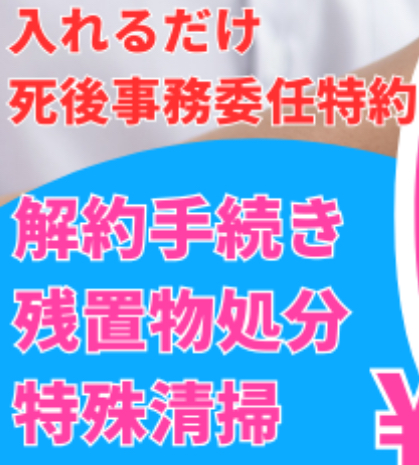 入れるだけ
死後事務委任特約
解約手続き
残置物処分
特殊清掃
¥